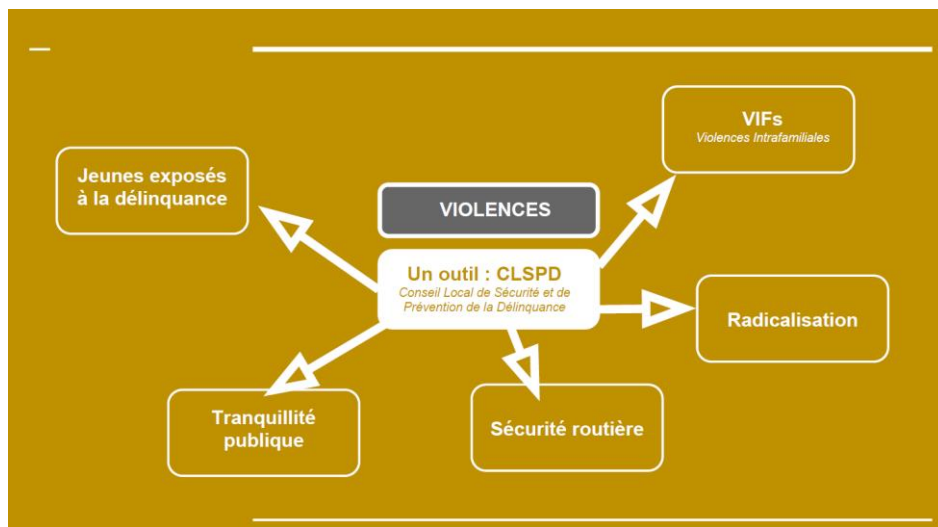 VIFs
Violences Intrafamiliales
Jeunes exposés
à la délinquance
VIOLENCES
Un outil : CLSPD
Conseil Local de Sécurité et de
Prévention de la Délinquance
Radicalisation
Tranquillité
publique
Sécurité routière